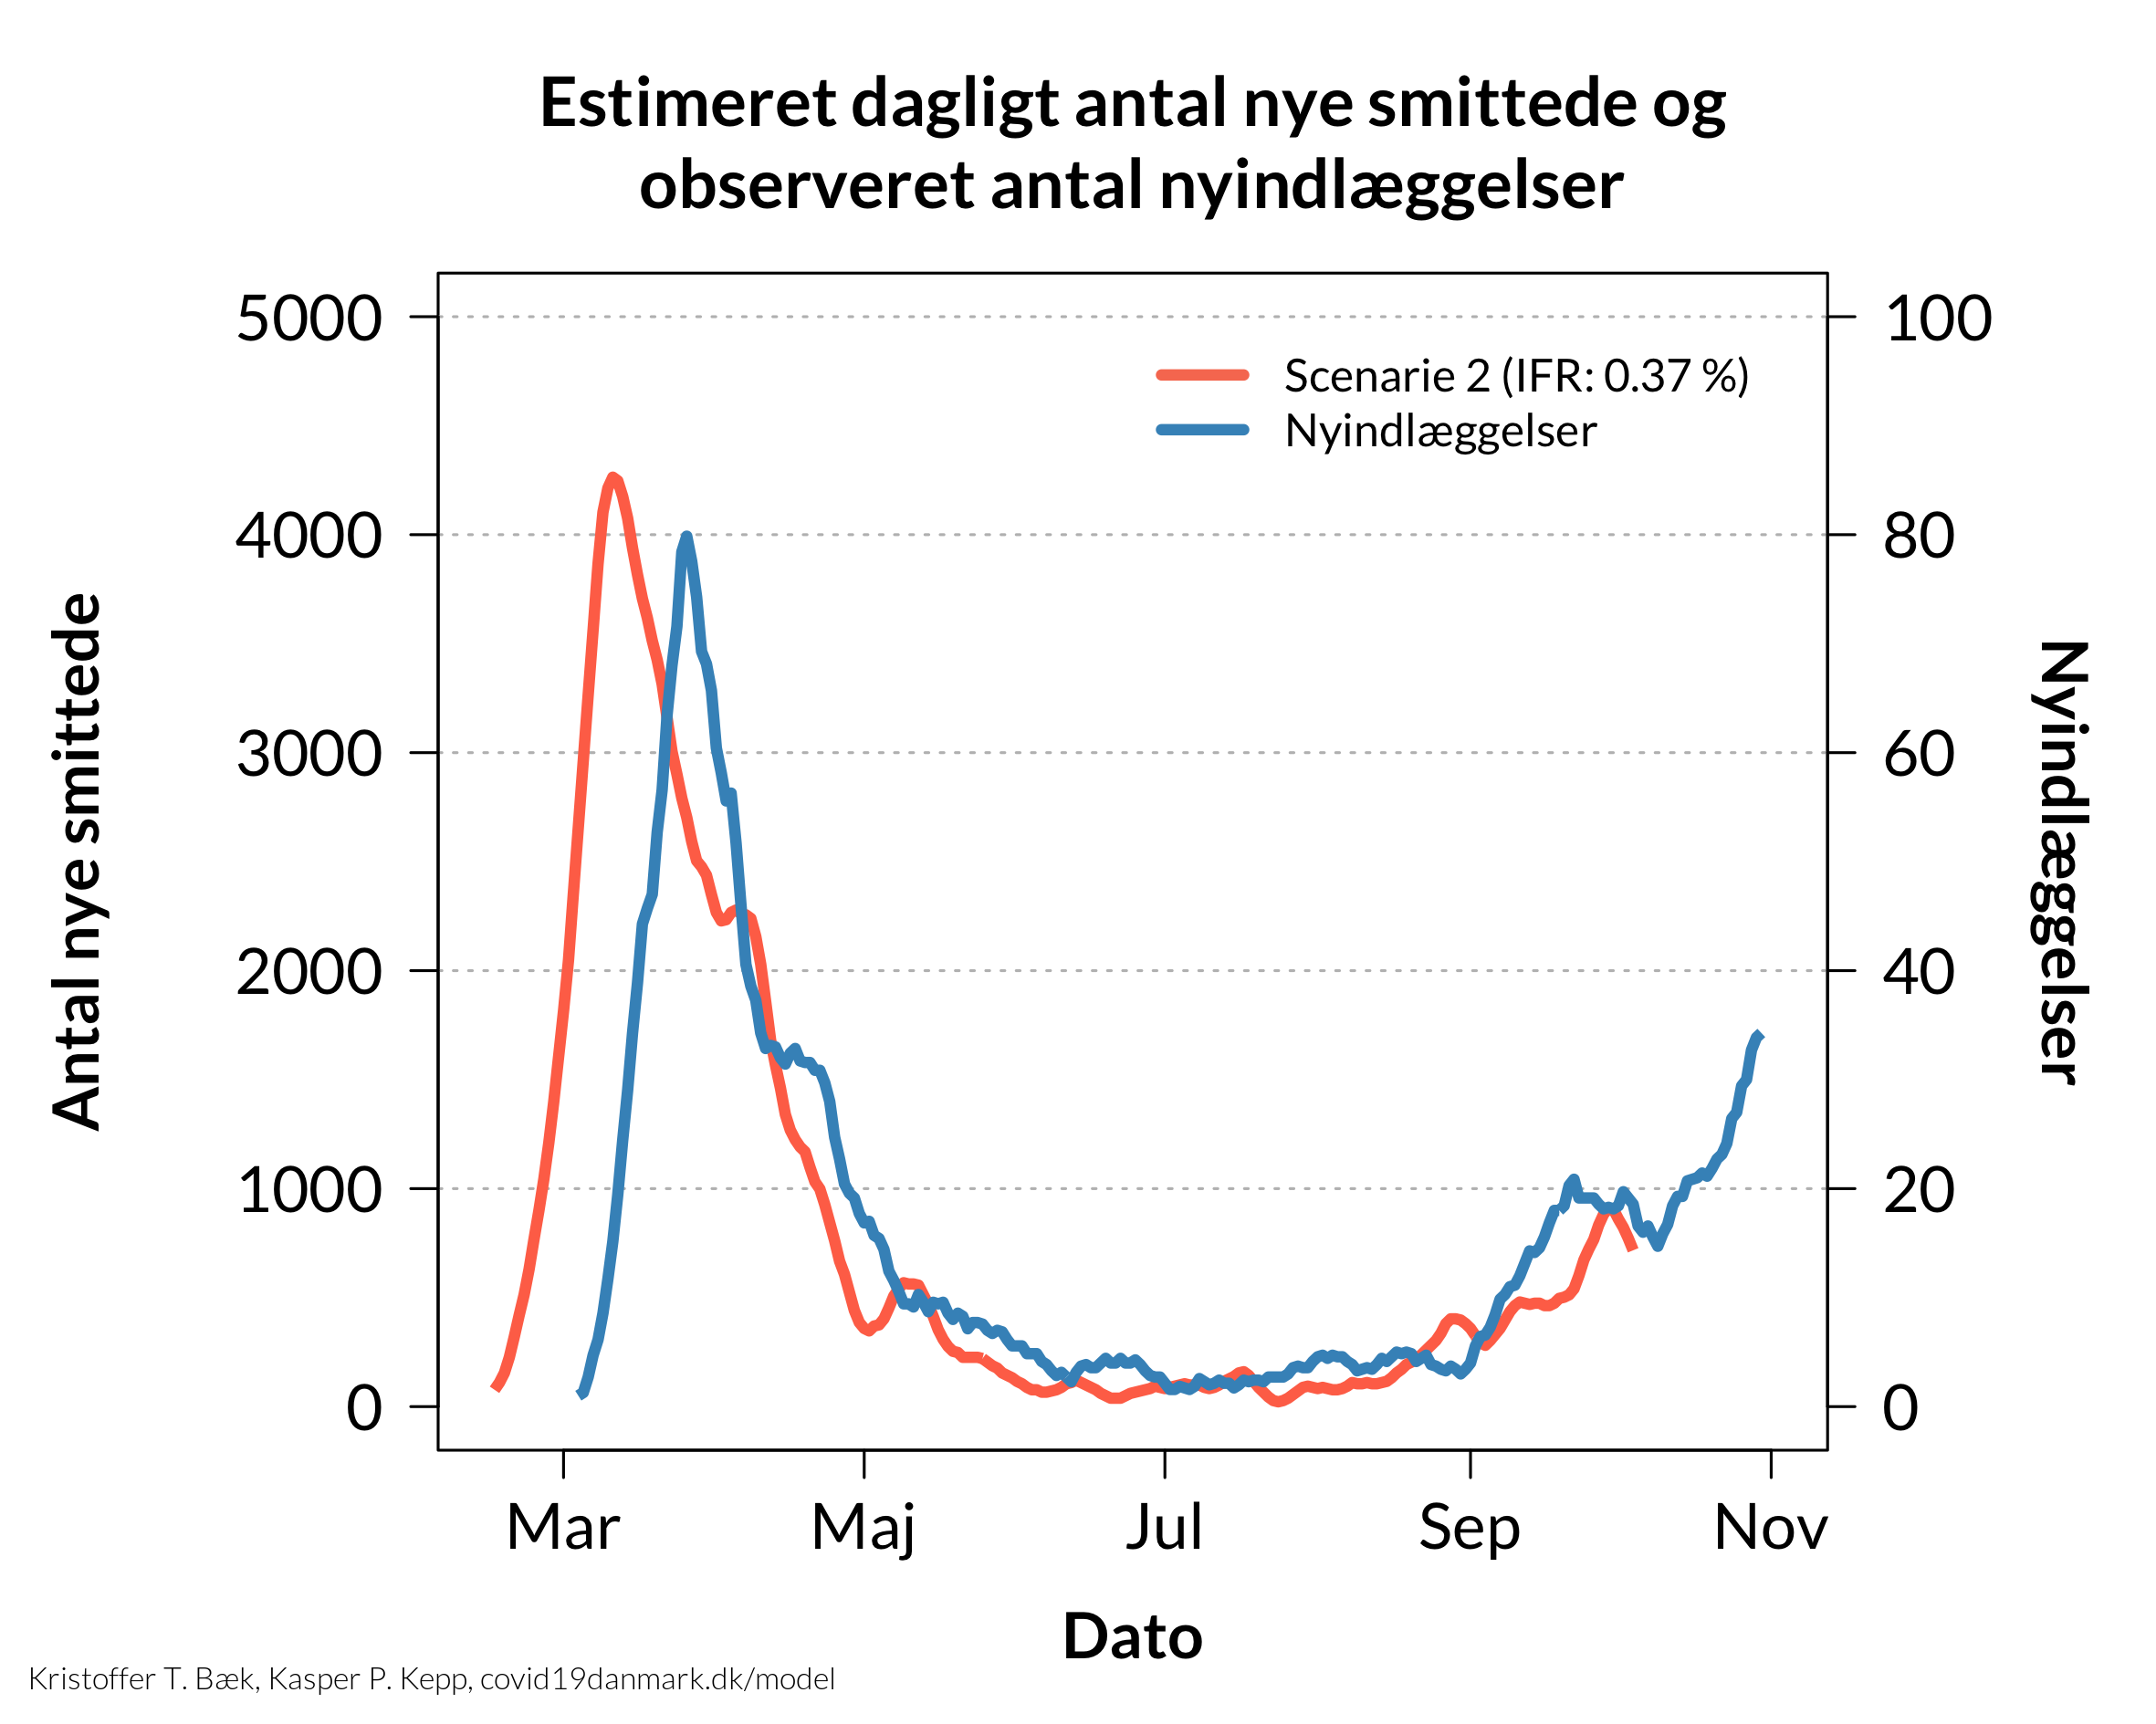 Estimeret dagligt antal nye smittede og
observeret antal nyindlæggelser
5000
4000
3000
2000
1000
0
Antal nye smittede
100
80
60
40
20
0
Nyindlæggelser
Scenarie 2 (IFR: 0.37 %)
Nyindlæggelser
Mar Maj Jul Sep Nov
Dato
Kristoffer T. Bæk, Kasper P. Kepp, covid19danmark.dk/model